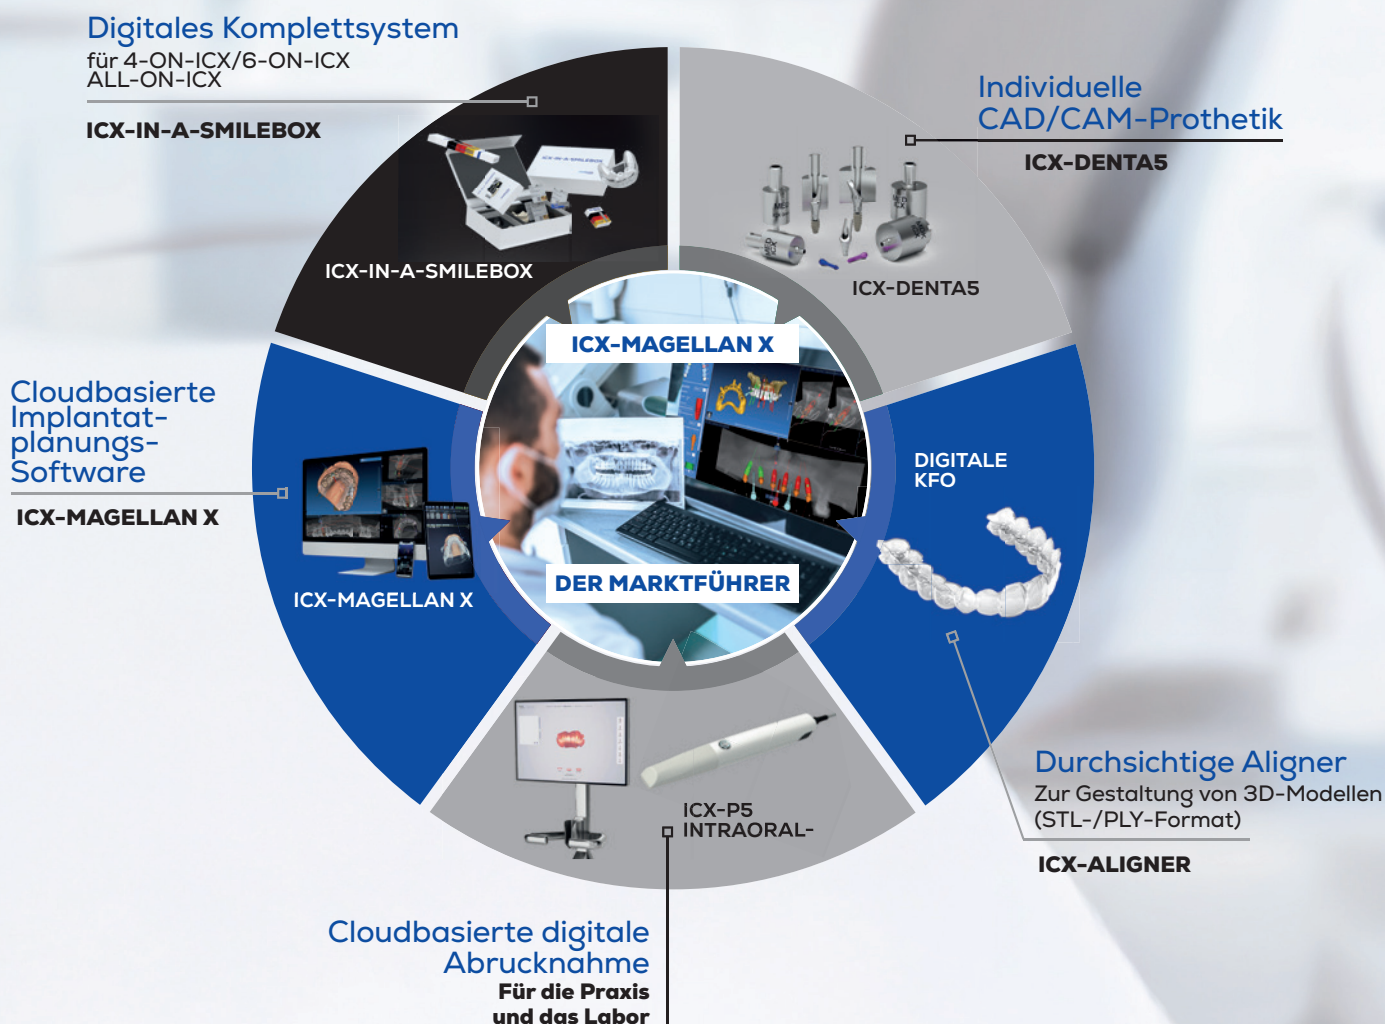 Digitales Komplettsystem
für 4-ON-ICX/6-ON-ICX
ALL-ON-ICX
ICX-IN-A-SMILEBOX
ICX-IN-A-SMILEBOX
Individuelle
CAD/CAM-Prothetik
ICX-DENTA5
ICX-DENTA5
ICX-MAGELLAN X
DER MARKTFÜHRER
Cloudbasierte
Implantat-
planungs-
Software
ICX-MAGELLAN X
ICX-MAGELLAN X
DIGITALE
KFO
Durchsichtige Aligner
Zur Gestaltung von 3D-Modellen
(STL-/PLY-Format)
ICX-ALIGNER
ICX-P5
INTRAORAL-
Cloudbasierte digitale
Abrucknahme
Für die Praxis
und das Labor